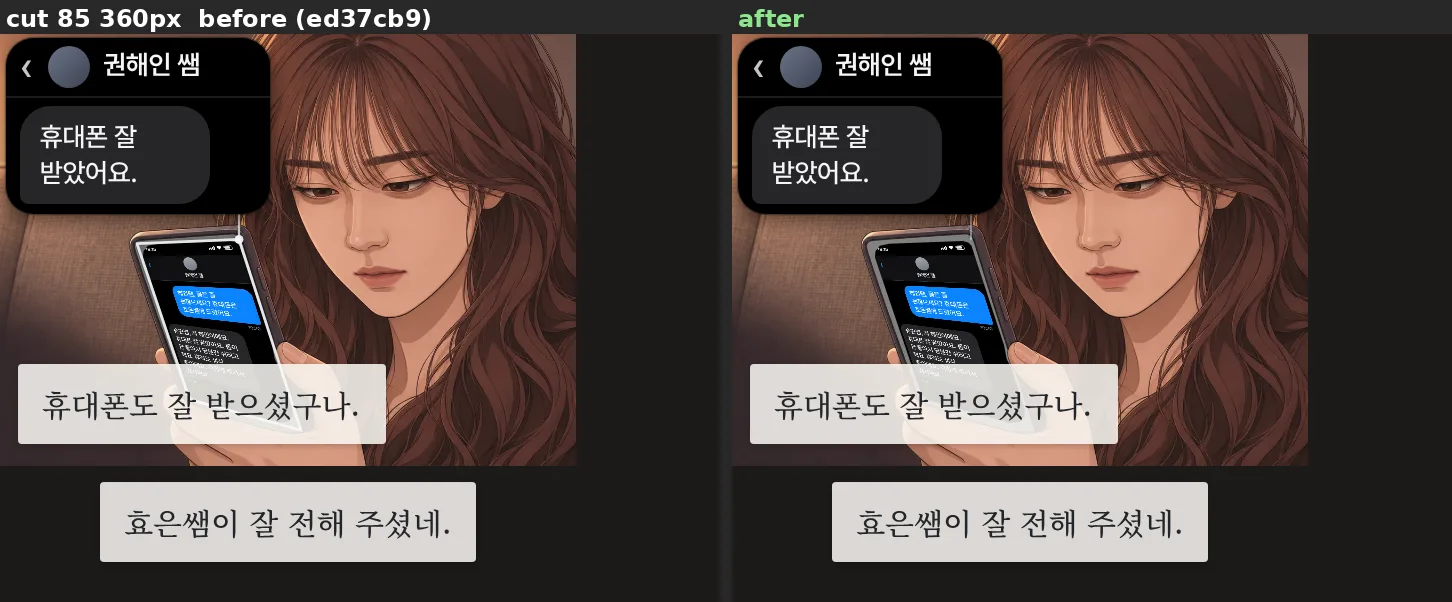 cut 85 360px before (ed37cb9)
after
❮ 권해인 쌤
휴대폰 잘
받았어요.
휴대폰도 잘 받으셨구나.
효은쌤이 잘 전해 주셨네.
❮ 권해인 쌤
휴대폰 잘
받았어요.
휴대폰도 잘 받으셨구나.
효은쌤이 잘 전해 주셨네.